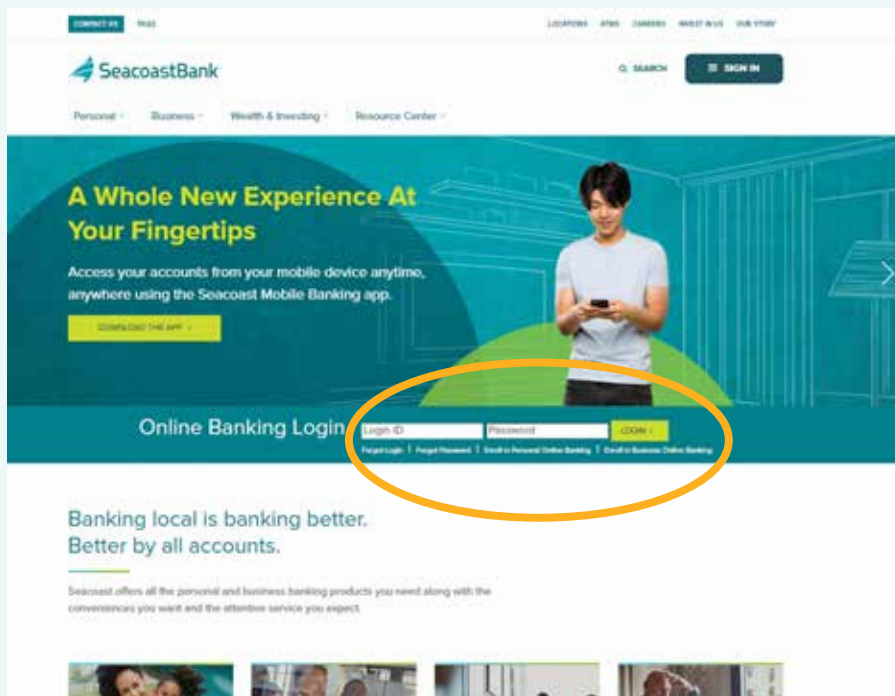 CONTACT US FAQS LOCATIONS ATMS CAREERS INVEST IN US OUR STORY
SeacoastBank SEARCH SIGN IN
Personal Business Wealth & Investing Resource Center
A Whole New Experience At
Your Fingertips
Access your accounts from your mobile device anytime,
anywhere using the Seacoast Mobile Banking app.
DOWNLOAD THE APP
Online Banking Login Login ID Password LOGIN
Forgot Login | Forgot Password | Enroll in Personal Online Banking | Enroll in Business Online Banking
Banking local is banking better.
Better by all accounts.
Seacoast offers all the personal and business banking products you need along with the
conveniences you want and the attentive service you expect.